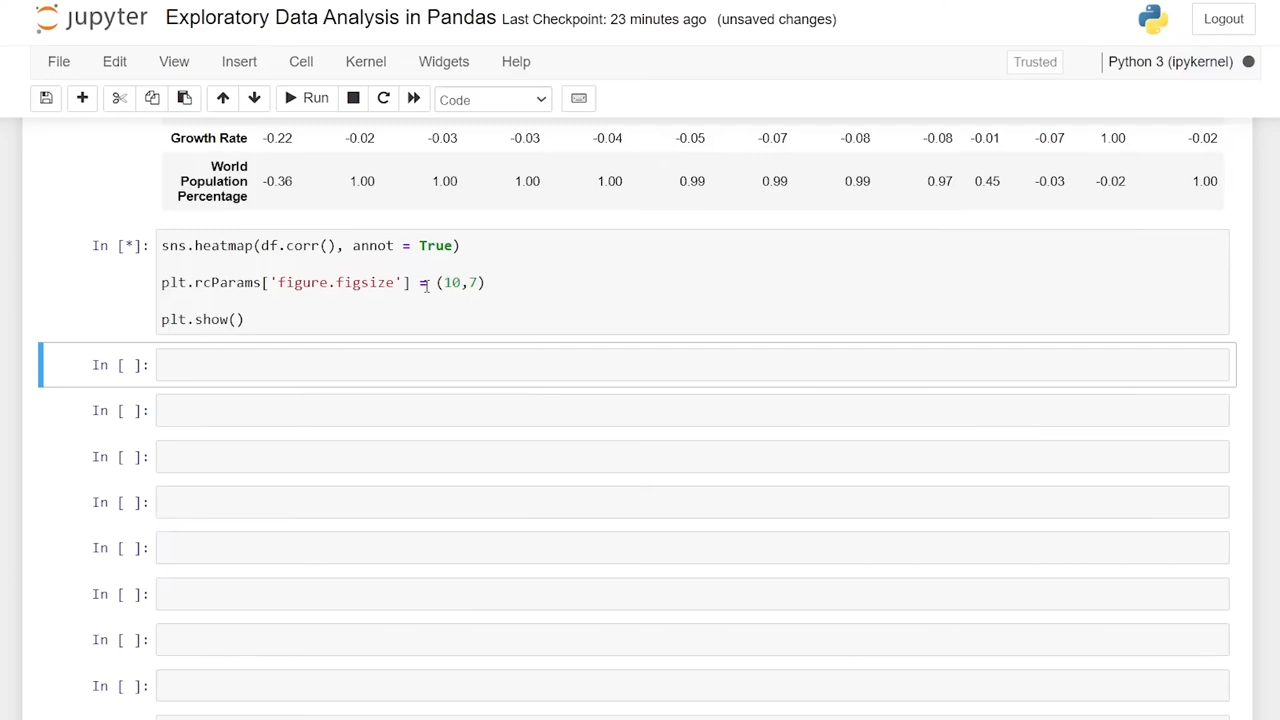 jupyter Exploratory Data Analysis in Pandas Last Checkpoint: 23 minutes ago (unsaved changes) Logout
File Edit View Insert Cell Kernel Widgets Help Trusted Python 3 (ipykernel)
Run Code
Growth Rate -0.22 -0.02 -0.03 -0.03 -0.04 -0.05 -0.07 -0.08 -0.08 -0.01 -0.07 1.00 -0.02
World
Population
Percentage
-0.36 1.00 1.00 1.00 1.00 0.99 0.99 0.99 0.97 0.45 -0.03 -0.02 1.00
In [*]: sns.heatmap(df.corr(), annot = True)
plt.rcParams['figure.figsize'] = (10,7)
plt.show()
In [ ]:
In [ ]:
In [ ]:
In [ ]:
In [ ]:
In [ ]:
In [ ]:
In [ ]: